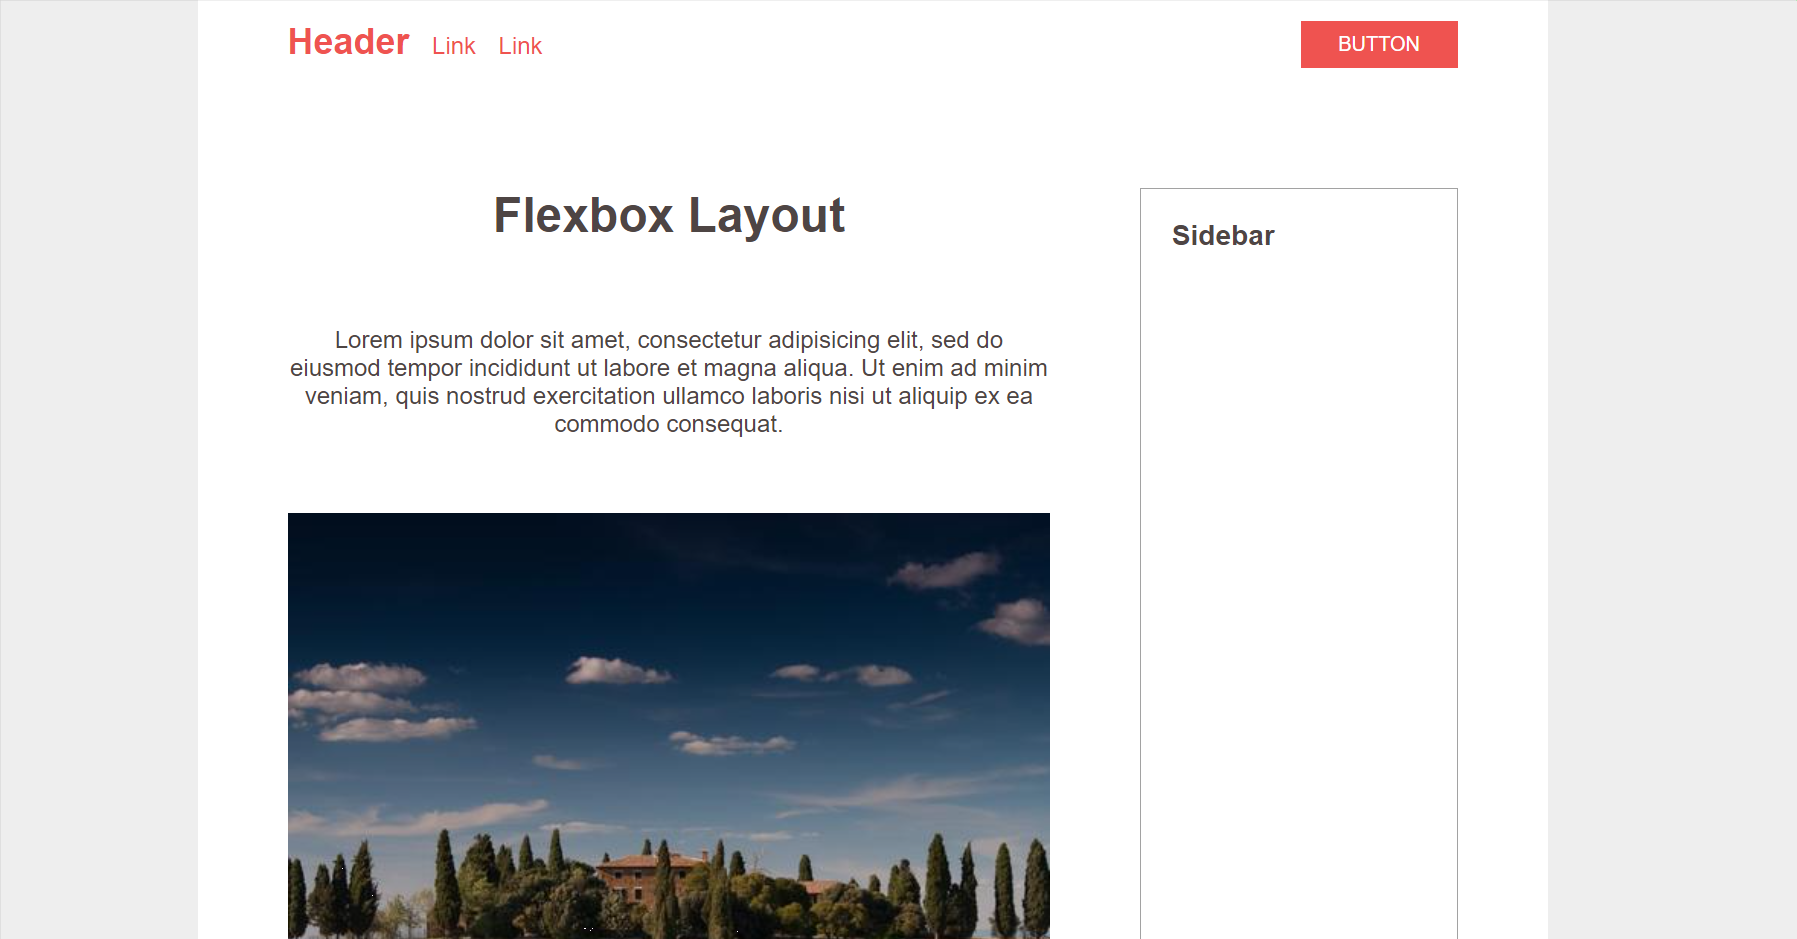 Header Link Link BUTTON
Flexbox Layout
Sidebar
Lorem ipsum dolor sit amet, consectetur adipisicing elit, sed do
eiusmod tempor incididunt ut labore et magna aliqua. Ut enim ad minim
veniam, quis nostrud exercitation ullamco laboris nisi ut aliquip ex ea
commodo consequat.